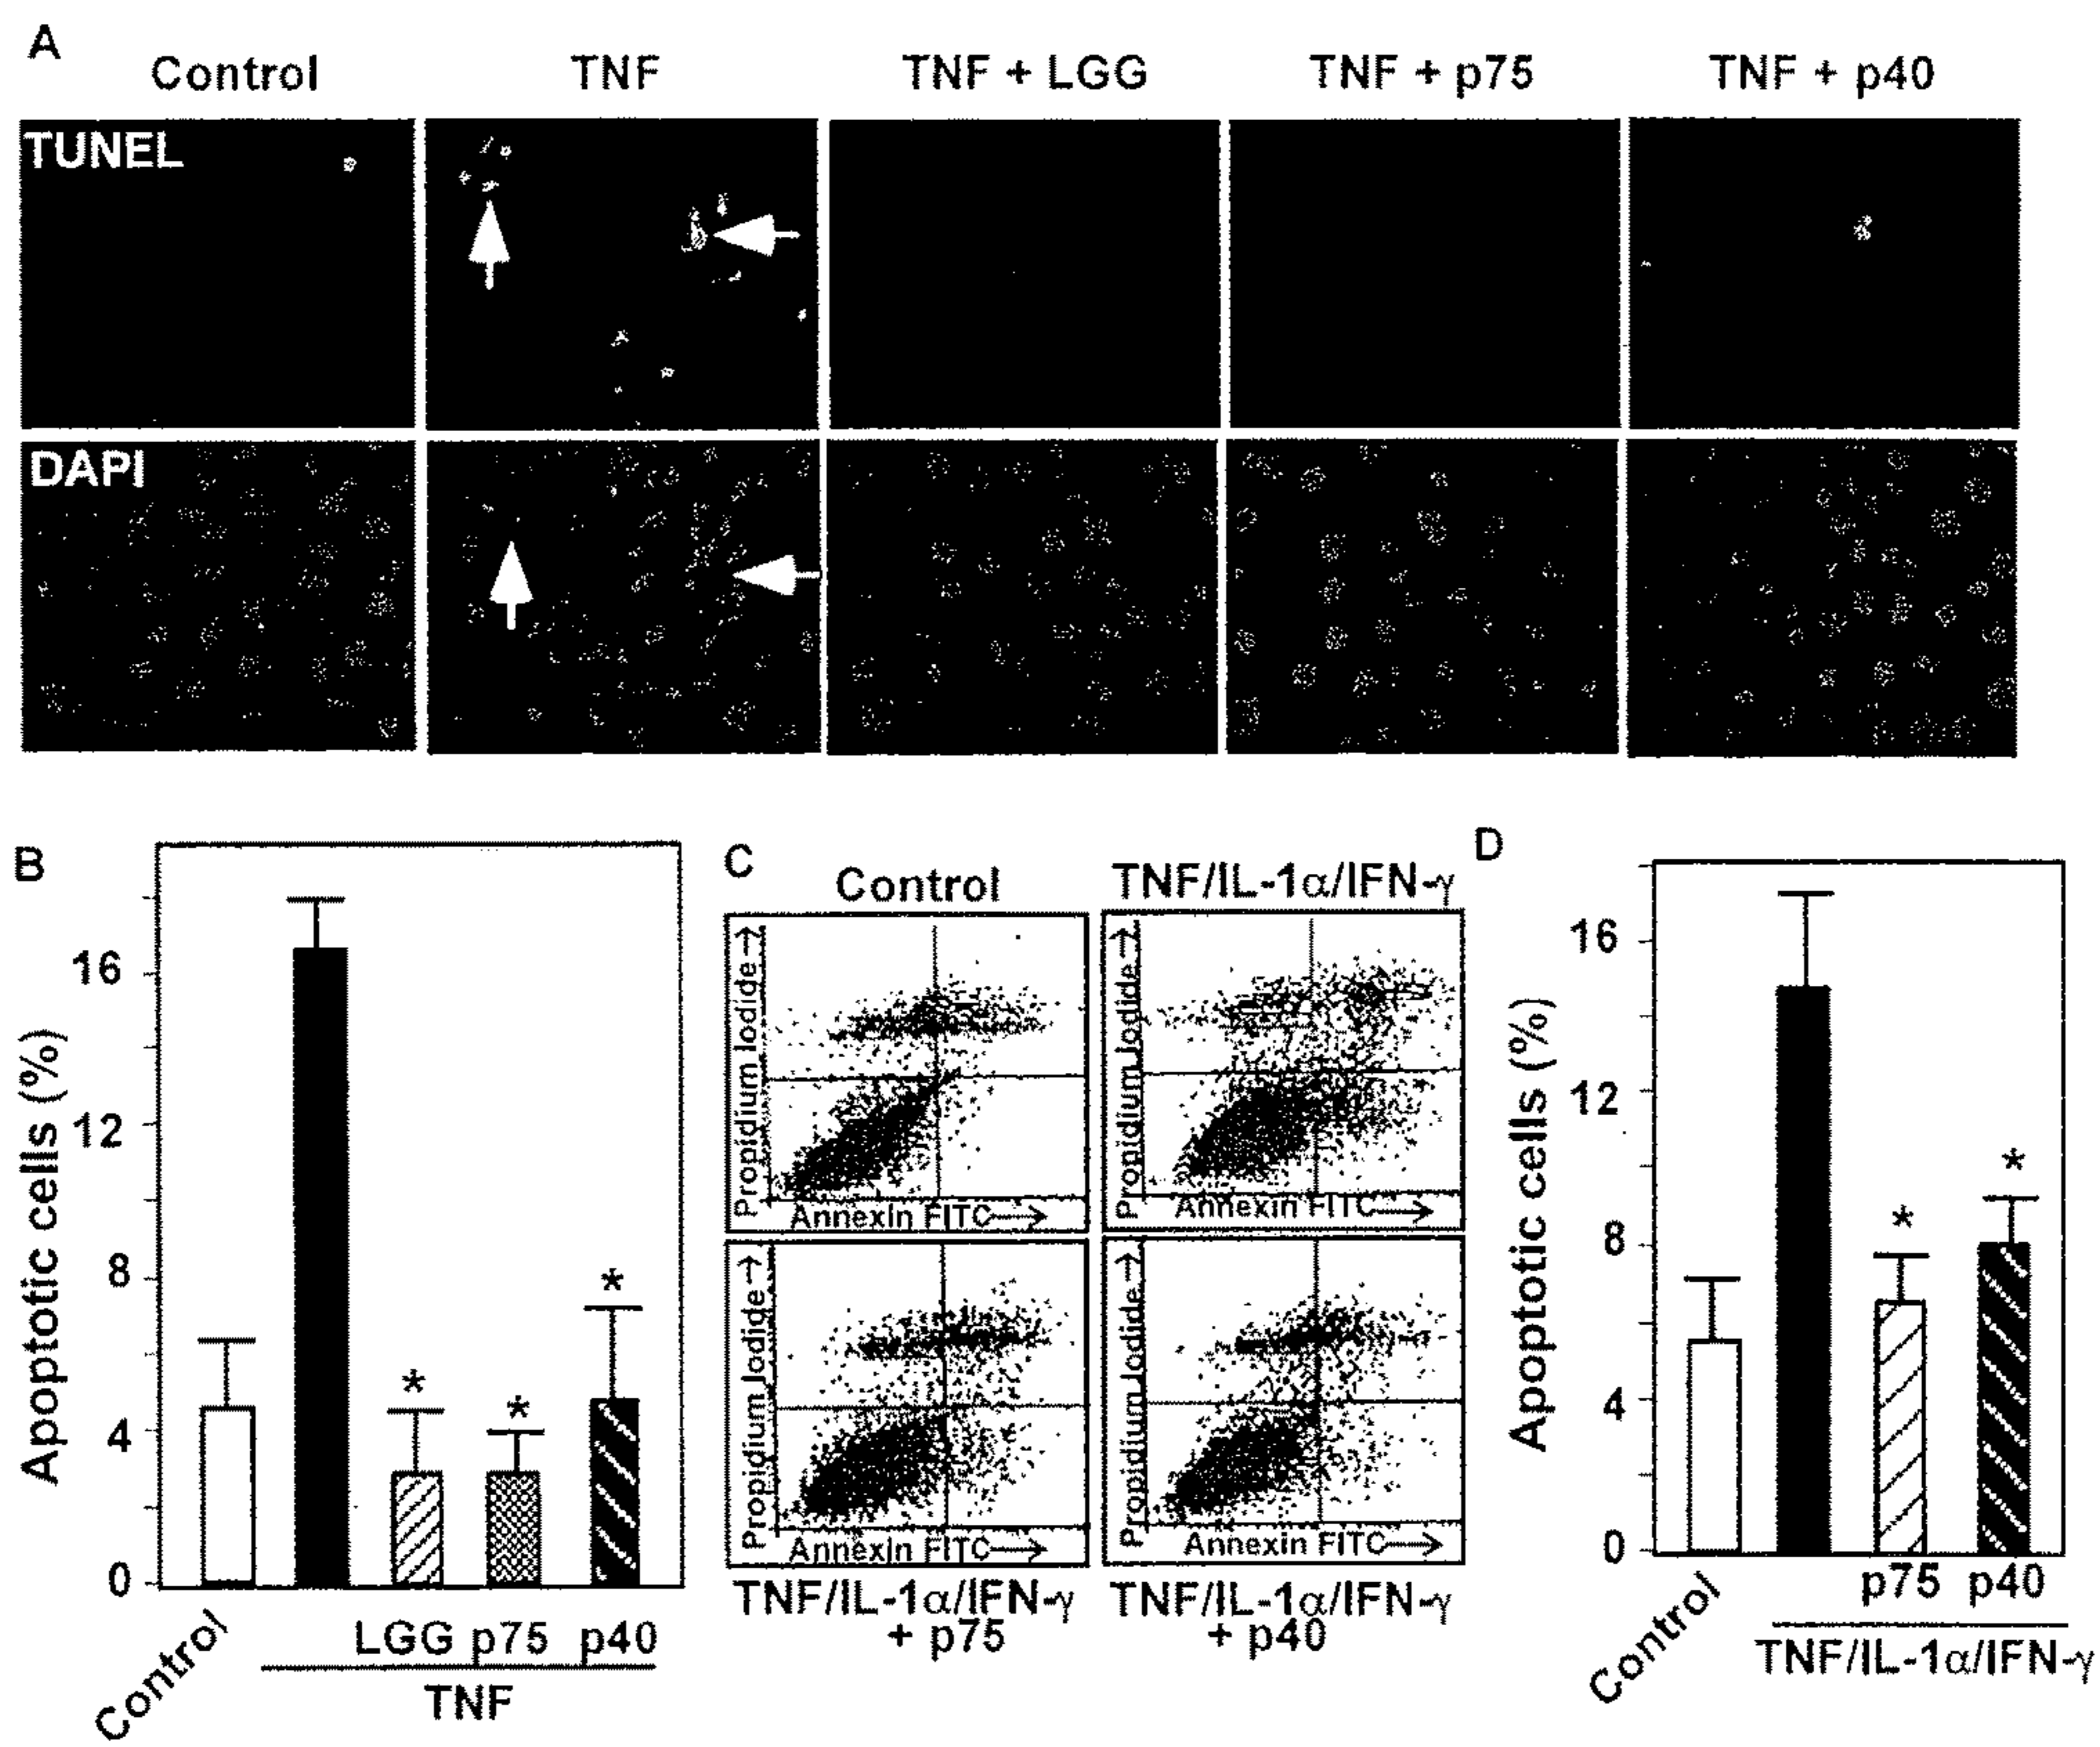 A
Control TNF TNF + LGG TNF + p75 TNF + p40
TUNEL
DAPI
B
Apoptotic cells (%)
16
12
8
4
0
*
*
*
Control
LGG p75 p40
TNF
C
Control TNF/IL-1α/IFN-γ
Propidium Iodide→
Annexin FITC→
Propidium Iodide→
Annexin FITC→
Propidium Iodide→
Annexin FITC→
Propidium Iodide→
Annexin FITC→
TNF/IL-1α/IFN-γ
+ p75
TNF/IL-1α/IFN-γ
+ p40
D
Apoptotic cells (%)
16
12
8
4
0
*
*
Control
p75 p40
TNF/IL-1α/IFN-γ